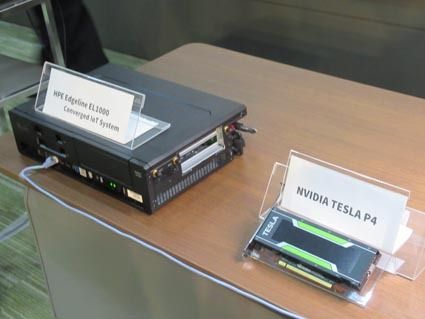 HPE Edgeline EL1000
Converged IoT System
NVIDIA TESLA P4
TESLA